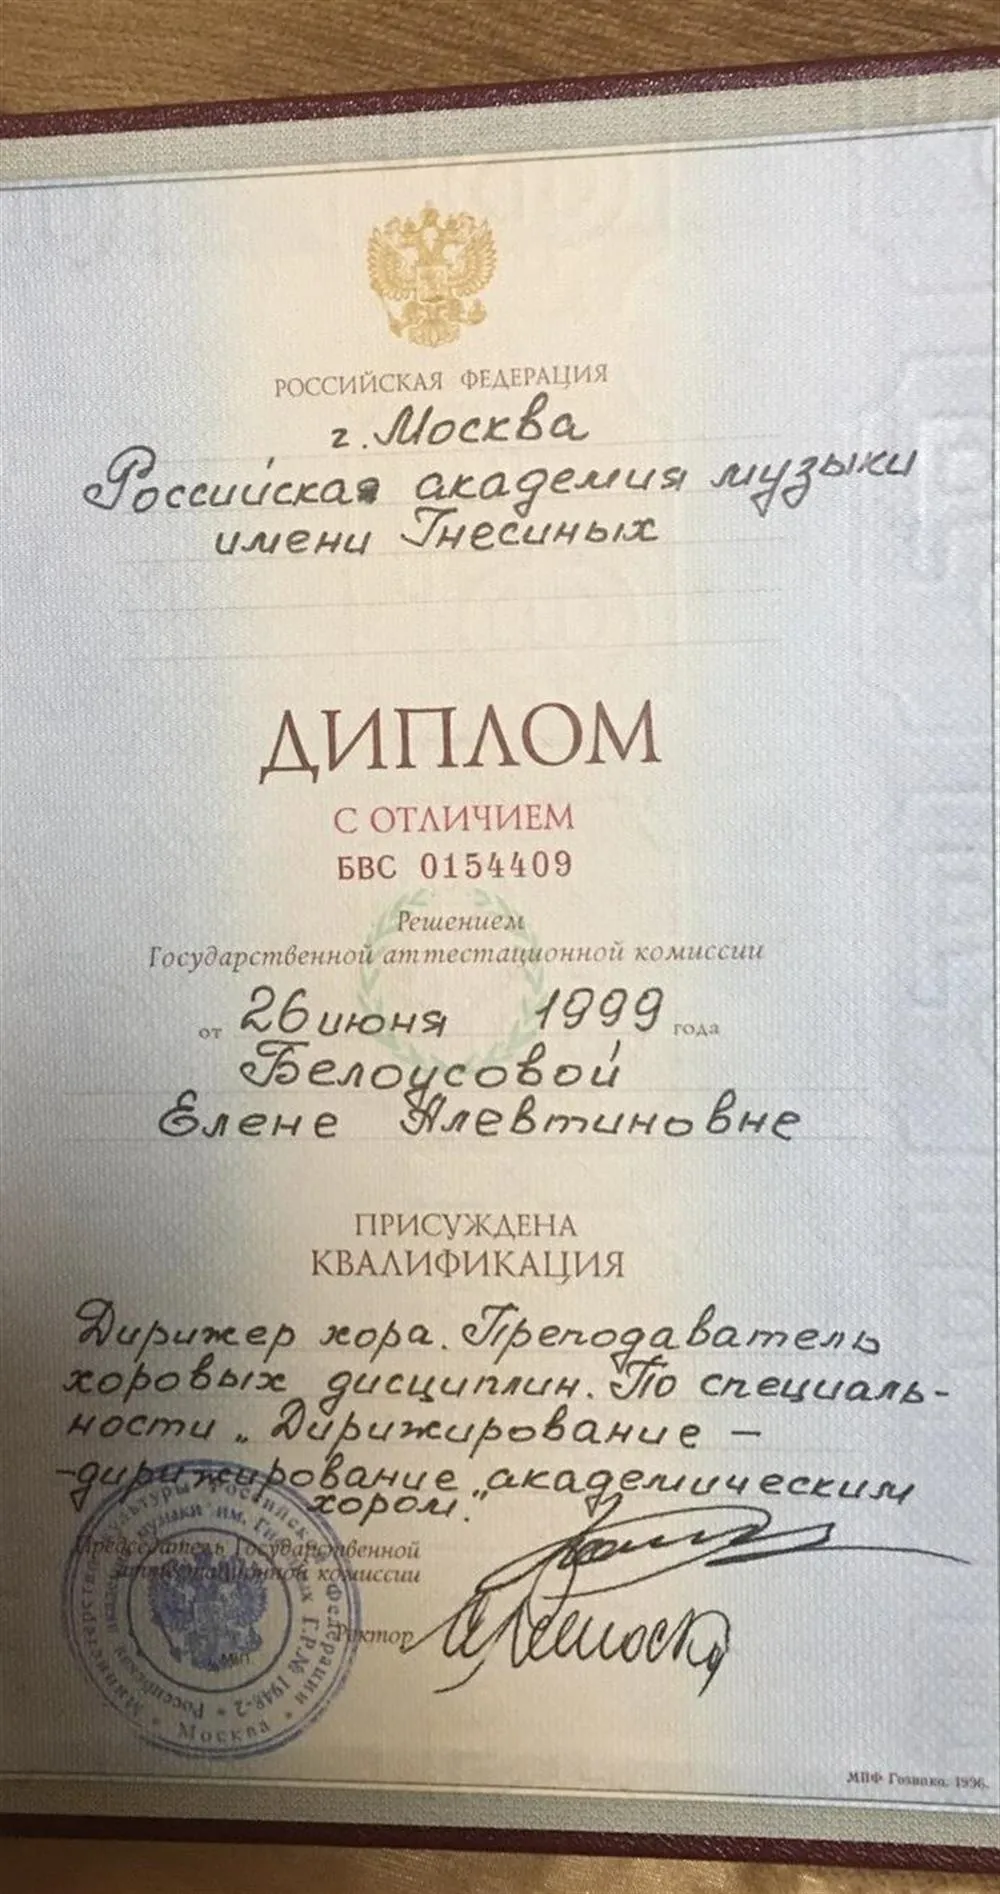 РОССИЙСКАЯ ФЕДЕРАЦИЯ
г. Москва
Российская академия музыки
имени Гнесиных
ДИПЛОМ
С ОТЛИЧИЕМ
БВС 0154409
Решением
Государственной аттестационной комиссии
от 26 июня 1999 года
Белоусовой
Елене Алевтиновне
ПРИСУЖДЕНА
КВАЛИФИКАЦИЯ
Дирижер хора. Преподаватель
хоровых дисциплин. По специаль-
ности „Дирижирование –
-дирижирование академическим
хором."
Председатель Государственной
аттестационной комиссии
Ректор
М.П.
Москва
МПФ Гознака. 1996.